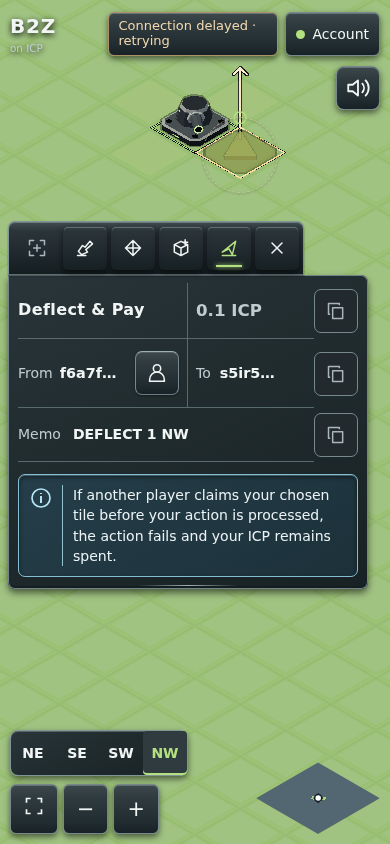 B2Z
on ICP
Connection delayed ·
retrying
Account
Deflect & Pay
0.1 ICP
From f6a7f…
To s5ir5…
Memo DEFLECT 1 NW
If another player claims your chosen
tile before your action is processed,
the action fails and your ICP remains
spent.
NE SE SW NW